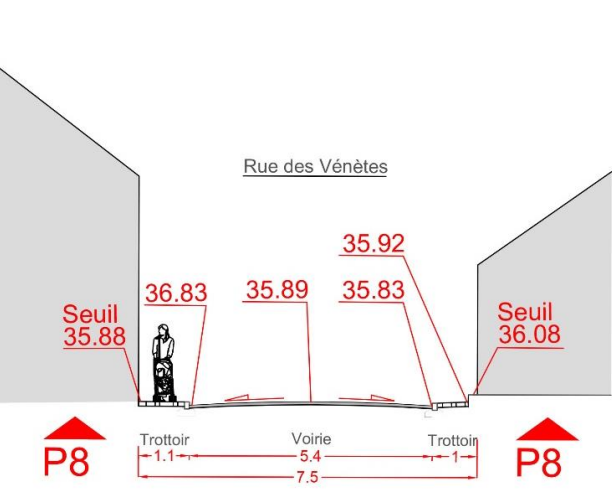 Rue des Vénètes
35.92
36.83
35.89
35.83
Seuil
35.88
Seuil
36.08
Trottoir
Voirie
Trottoir
1.1
5.4
1
7.5
P8
P8